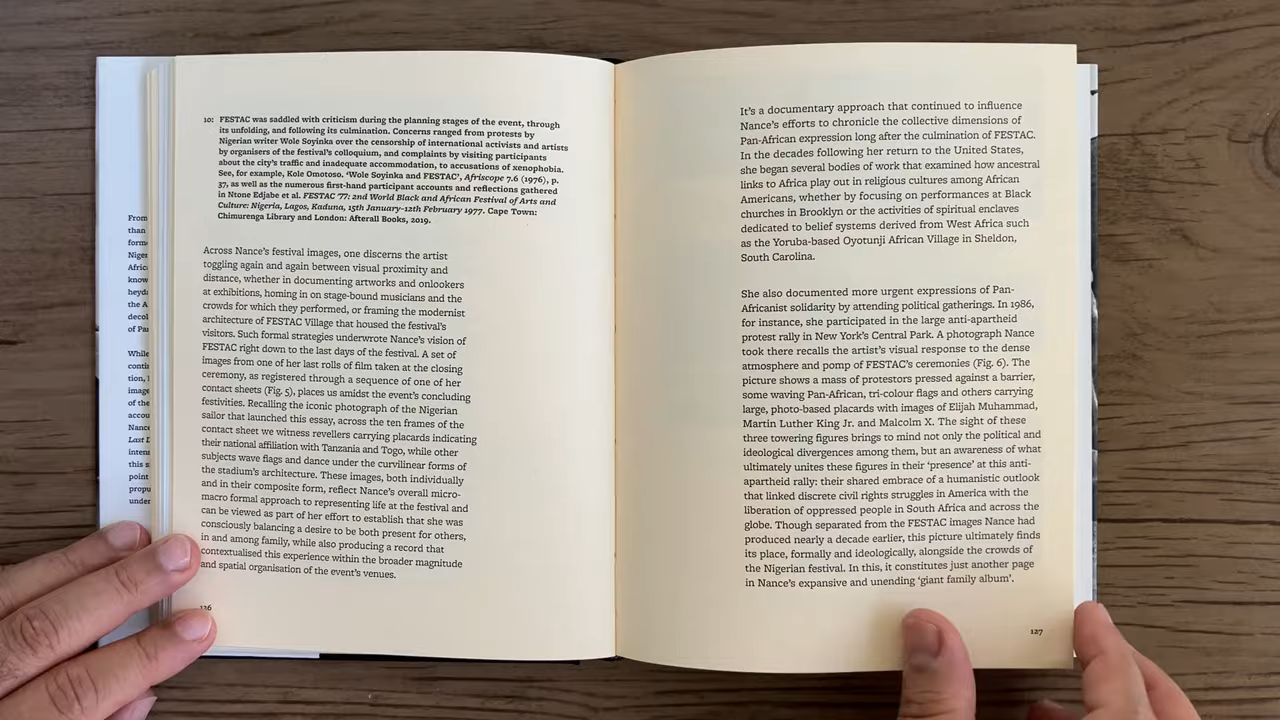 From
than
form
Niger
Afric
know
heyd
the A
decol
of Pa
While
conti
tion, 
image
of the
accou
Nance
Last D
intens
this s
point
propu
under
10: FESTAC was saddled with criticism during the planning stages of the event, through
its unfolding, and following its culmination. Concerns ranged from protests by
Nigerian writer Wole Soyinka over the censorship of international activists and artists
by organisers of the festival's colloquium, and complaints by visiting participants
about the city's traffic and inadequate accommodation, to accusations of xenophobia.
See, for example, Kole Omotoso. 'Wole Soyinka and FESTAC', Afriscope 7.6 (1976), p.
37, as well as the numerous first-hand participant accounts and reflections gathered
in Ntone Edjabe et al. FESTAC '77: 2nd World Black and African Festival of Arts and
Culture: Nigeria, Lagos, Kaduna, 15th January-12th February 1977. Cape Town:
Chimurenga Library and London: Afterall Books, 2019.
Across Nance's festival images, one discerns the artist
toggling again and again between visual proximity and
distance, whether in documenting artworks and onlookers
at exhibitions, homing in on stage-bound musicians and the
crowds for which they performed, or framing the modernist
architecture of FESTAC Village that housed the festival's
visitors. Such formal strategies underwrote Nance's vision of
FESTAC right down to the last days of the festival. A set of
images from one of her last rolls of film taken at the closing
ceremony, as registered through a sequence of one of her
contact sheets (Fig. 5), places us amidst the event's concluding
festivities. Recalling the iconic photograph of the Nigerian
sailor that launched this essay, across the ten frames of the
contact sheet we witness revellers carrying placards indicating
their national affiliation with Tanzania and Togo, while other
subjects wave flags and dance under the curvilinear forms of
the stadium's architecture. These images, both individually
and in their composite form, reflect Nance's overall micro-
macro formal approach to representing life at the festival and
can be viewed as part of her effort to establish that she was
consciously balancing a desire to be both present for others,
in and among family, while also producing a record that
contextualised this experience within the broader magnitude
and spatial organisation of the event's venues.
126
It's a documentary approach that continued to influence
Nance's efforts to chronicle the collective dimensions of
Pan-African expression long after the culmination of FESTAC.
In the decades following her return to the United States,
she began several bodies of work that examined how ancestral
links to Africa play out in religious cultures among African
Americans, whether by focusing on performances at Black
churches in Brooklyn or the activities of spiritual enclaves
dedicated to belief systems derived from West Africa such
as the Yoruba-based Oyotunji African Village in Sheldon,
South Carolina.
She also documented more urgent expressions of Pan-
Africanist solidarity by attending political gatherings. In 1986,
for instance, she participated in the large anti-apartheid
protest rally in New York's Central Park. A photograph Nance
took there recalls the artist's visual response to the dense
atmosphere and pomp of FESTAC's ceremonies (Fig. 6). The
picture shows a mass of protestors pressed against a barrier,
some waving Pan-African, tri-colour flags and others carrying
large, photo-based placards with images of Elijah Muhammad,
Martin Luther King Jr. and Malcolm X. The sight of these
three towering figures brings to mind not only the political and
ideological divergences among them, but an awareness of what
ultimately unites these figures in their 'presence' at this anti-
apartheid rally: their shared embrace of a humanistic outlook
that linked discrete civil rights struggles in America with the
liberation of oppressed people in South Africa and across the
globe. Though separated from the FESTAC images Nance had
produced nearly a decade earlier, this picture ultimately finds
its place, formally and ideologically, alongside the crowds of
the Nigerian festival. In this, it constitutes just another page
in Nance's expansive and unending 'giant family album'.
127